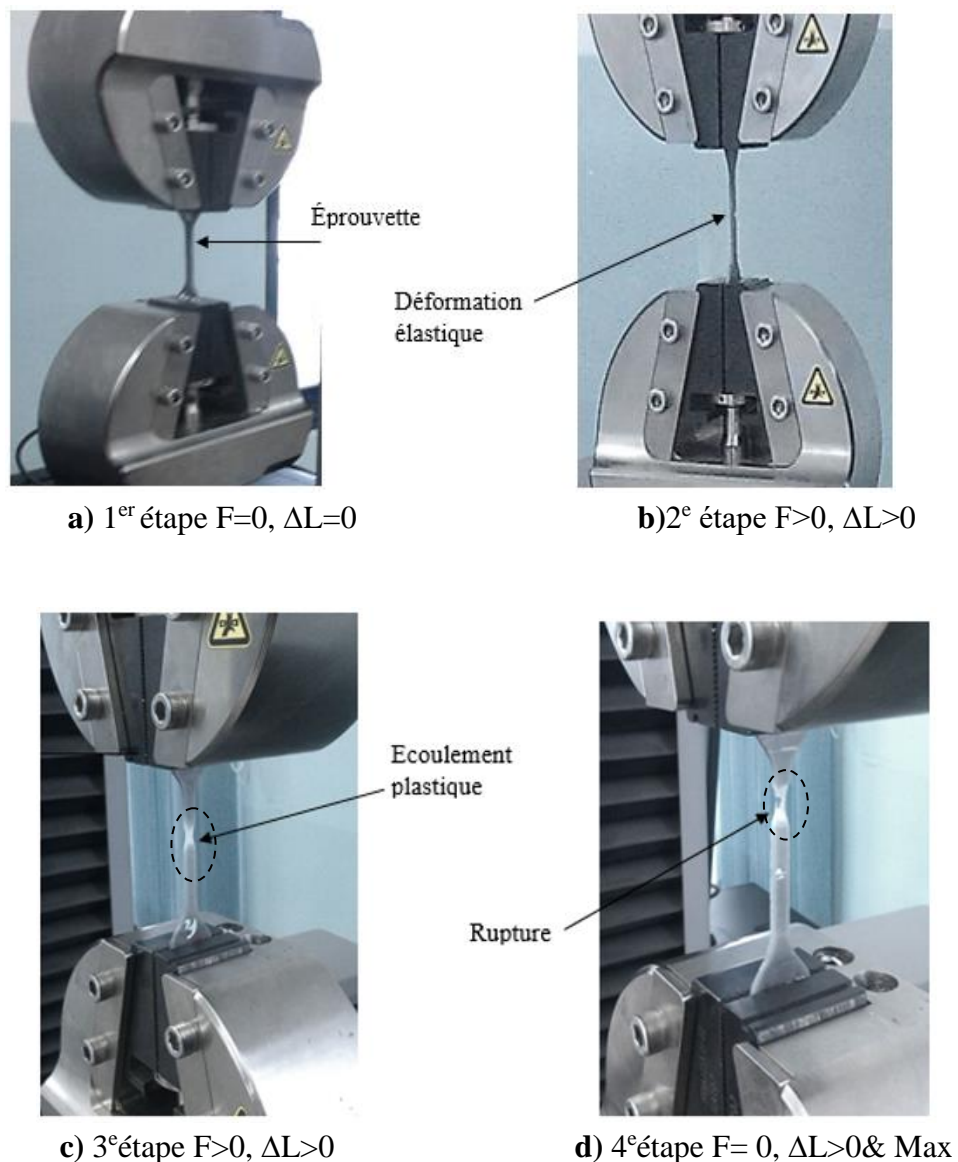 Éprouvette
Déformation
élastique
a) 1er étape F=0, ΔL=0
b)2e étape F>0, ΔL>0
Ecoulement
plastique
Rupture
c) 3eétape F>0, ΔL>0
d) 4eétape F= 0, ΔL>0& Max